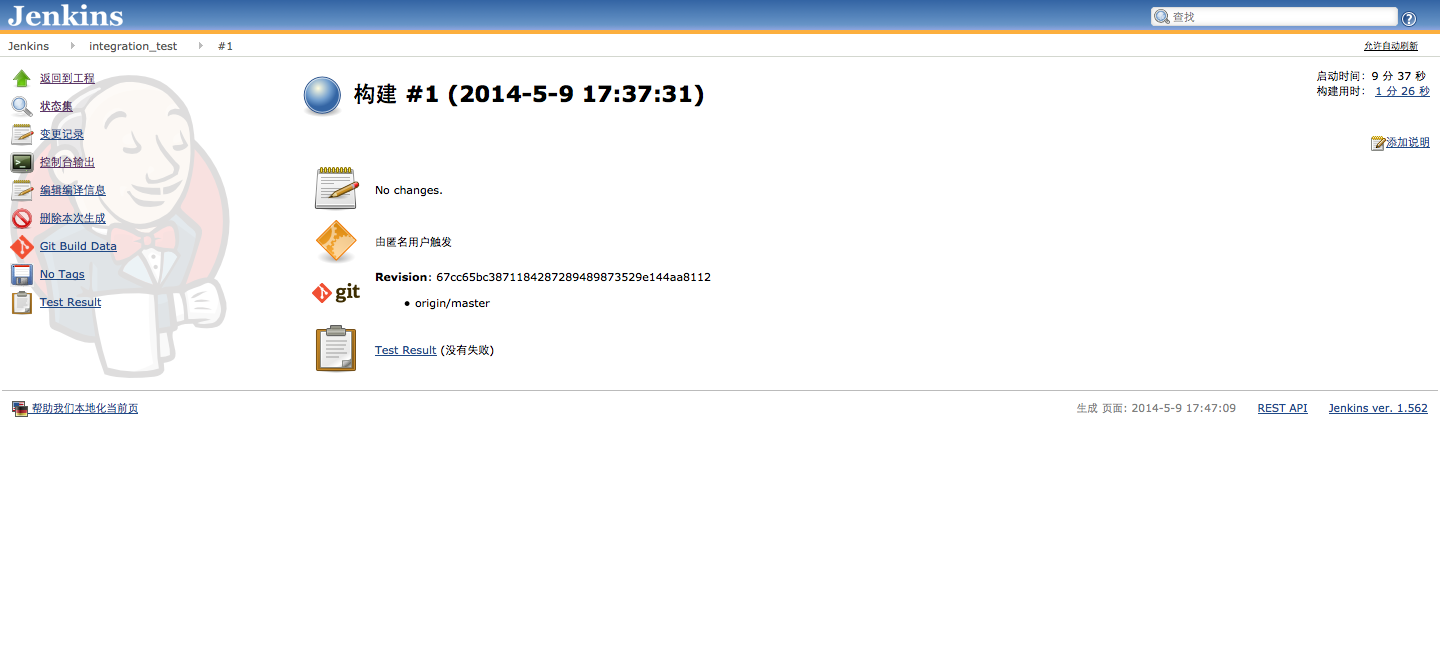 Jenkins
查找
?
Jenkins integration_test #1
允许自动刷新
返回到工程
状态集
变更记录
控制台输出
编辑编译信息
删除本次生成
Git Build Data
No Tags
Test Result
构建 #1 (2014-5-9 17:37:31)
启动时间: 9 分 37 秒
构建用时: 1 分 26 秒
添加说明
No changes.
由匿名用户触发
git
Revision: 67cc65bc3871184287289489873529e144aa8112
• origin/master
Test Result (没有失败)
帮助我们本地化当前页
生成 页面: 2014-5-9 17:47:09 REST API Jenkins ver. 1.562